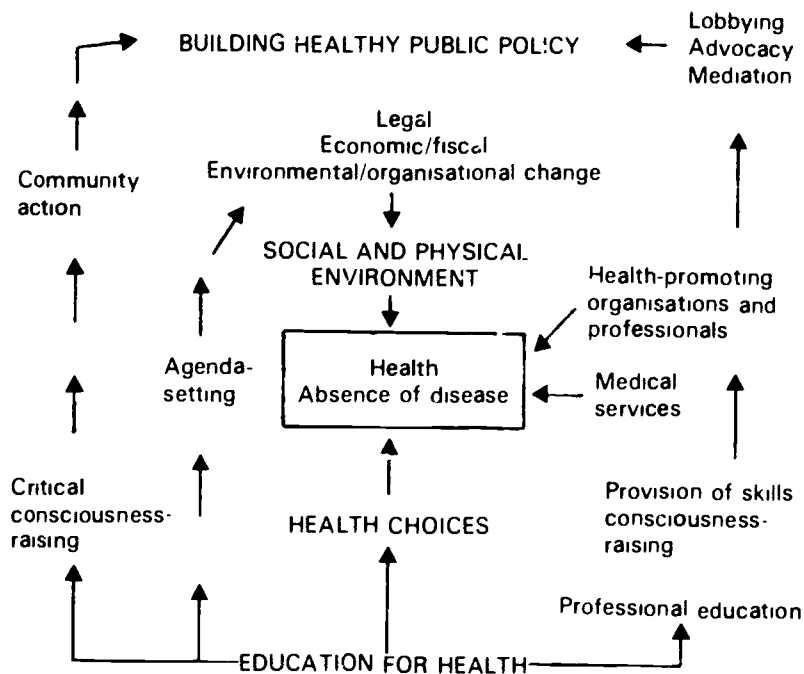 BUILDING HEALTHY PUBLIC POLICY
Lobbying
Advocacy
Mediation
Legal
Economic/fiscal
Environmental/organisational change
Community
action
SOCIAL AND PHYSICAL
ENVIRONMENT
Health-promoting
organisations and
professionals
Agenda-
setting
Health
Absence of disease
Medical
services
Critical
consciousness-
raising
HEALTH CHOICES
Provision of skills
consciousness-
raising
Professional education
EDUCATION FOR HEALTH